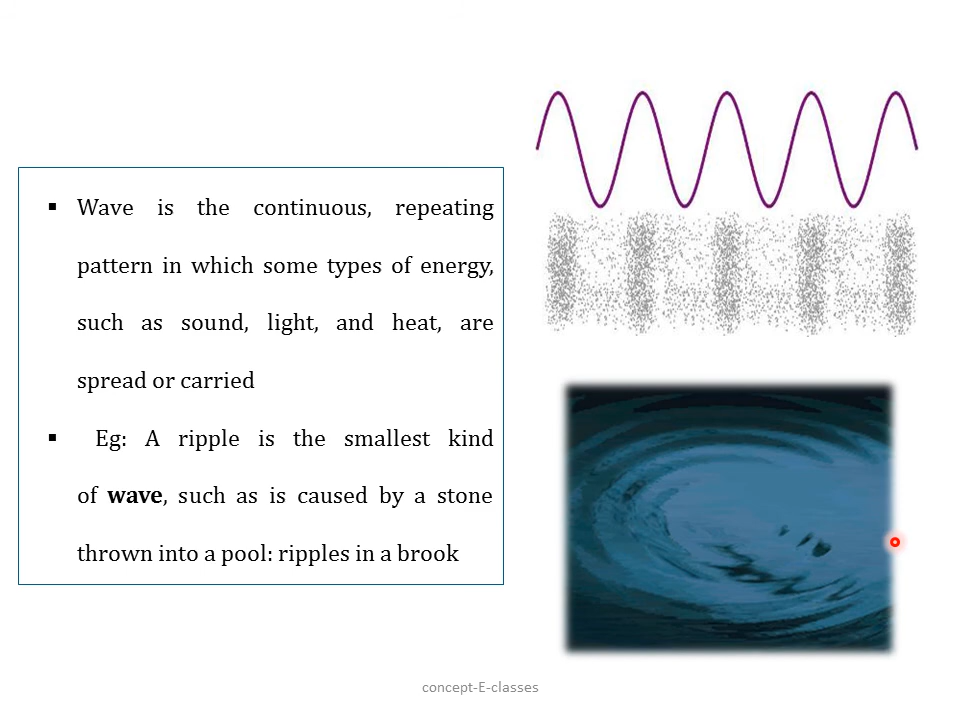 ▪ Wave is the continuous, repeating
pattern in which some types of energy,
such as sound, light, and heat, are
spread or carried
▪ Eg: A ripple is the smallest kind
of wave, such as is caused by a stone
thrown into a pool: ripples in a brook
concept-E-classes